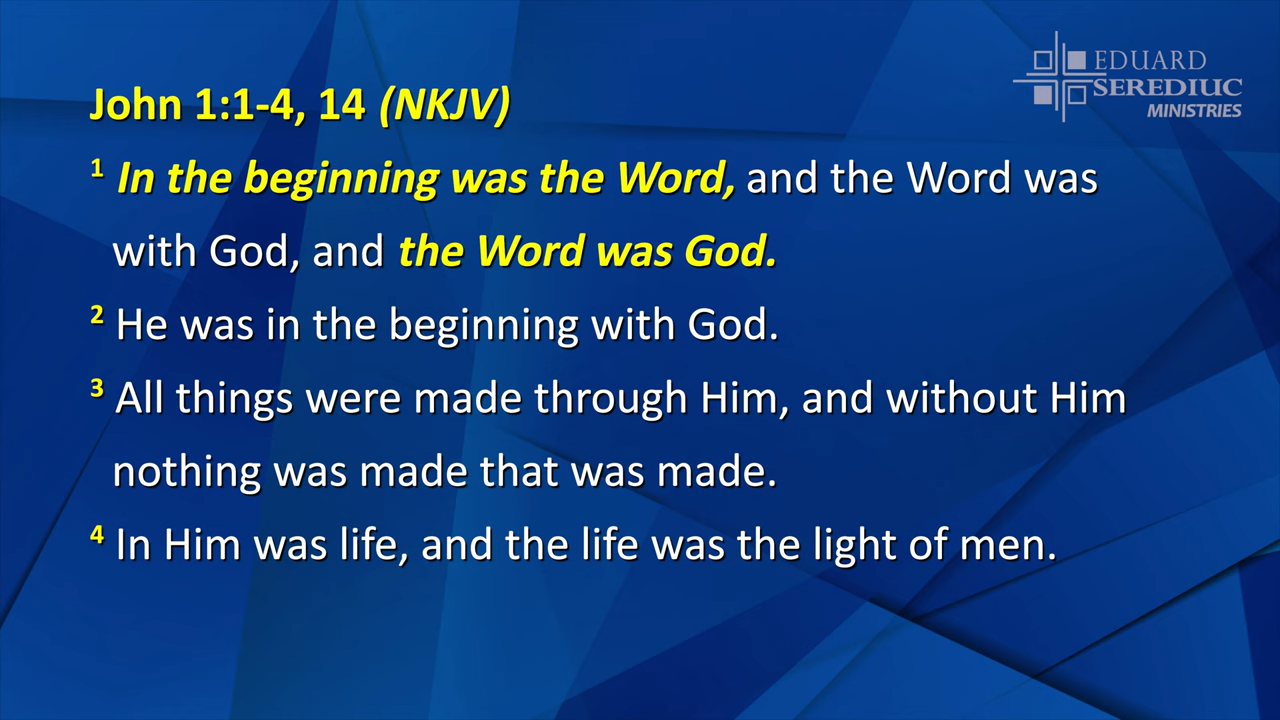 EDUARD
SEREDIUC
MINISTRIES
John 1:1-4, 14 (NKJV)
1 In the beginning was the Word, and the Word was
with God, and the Word was God.
2 He was in the beginning with God.
3 All things were made through Him, and without Him
nothing was made that was made.
4 In Him was life, and the life was the light of men.